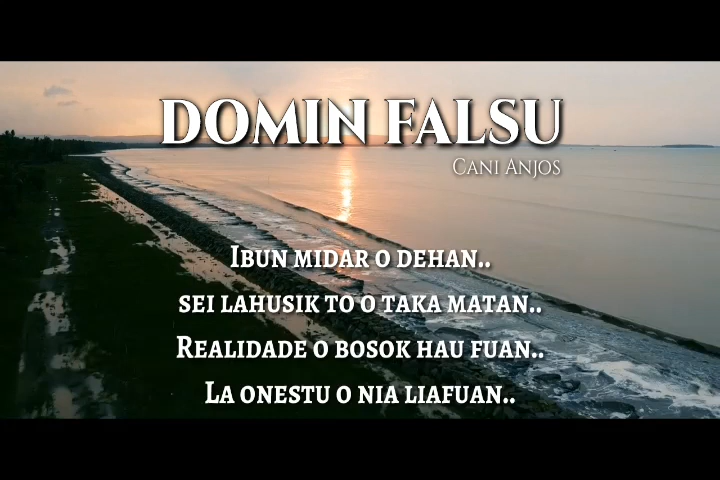 DOMIN FALSU
CANI ANJOS
IBUN MIDAR O DEHAN..
SEI LAHUSIK TO O TAKA MATAN..
REALIDADE O BOSOK HAU FUAN..
LA ONESTU O NIA LIAFUAN..